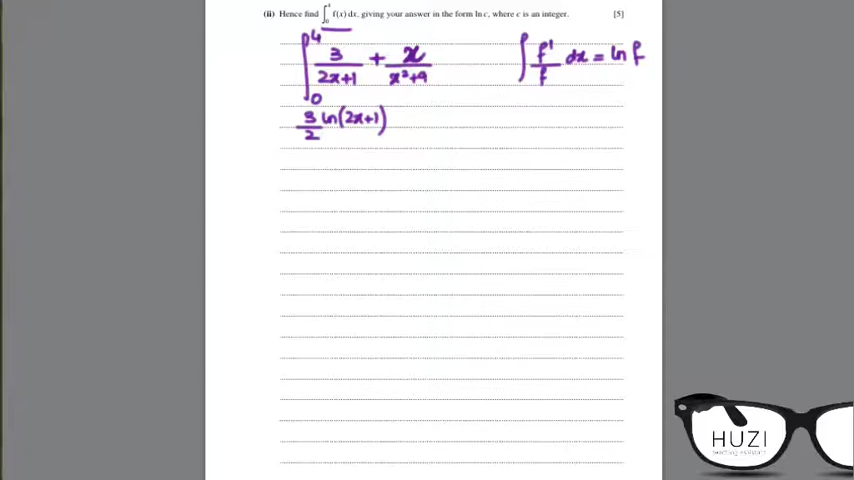 (ii) Hence find ∫₀⁴ f(x) dx, giving your answer in the form ln c, where c is an integer. [5]
∫₀⁴ 3/(2x+1) + x/(x²+9)
∫ f'/f dx = ln f
3/2 ln(2x+1)
HUZI